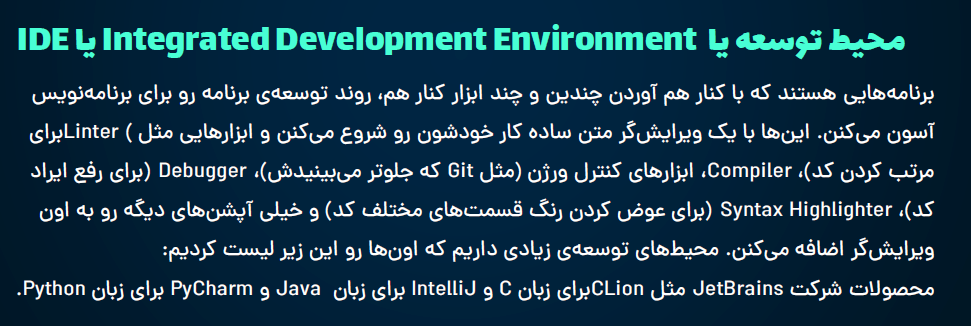 محیط توسعه یا Integrated Development Environment یا IDE
برنامه‌هایی هستند که با کنار هم آوردن چندین و چند ابزار کنار هم، روند توسعه‌ی برنامه رو برای برنامه‌نویس
آسون می‌کنن. این‌ها با یک ویرایش‌گر متن ساده کار خودشون رو شروع می‌کنن و ابزارهایی مثل ) Linterبرای
مرتب کردن کد)، Compiler، ابزارهای کنترل ورژن (مثل Git که جلوتر می‌بینیدش)، Debugger (برای رفع ایراد
کد)، Syntax Highlighter (برای عوض کردن رنگ قسمت‌های مختلف کد) و خیلی آپشن‌های دیگه رو به اون
ویرایش‌گر اضافه می‌کنن. محیط‌های توسعه‌ی زیادی داریم که اون‌ها رو این زیر لیست کردیم:
محصولات شرکت JetBrains مثل CLionبرای زبان C و IntelliJ برای زبان Java و PyCharm برای زبان Python.